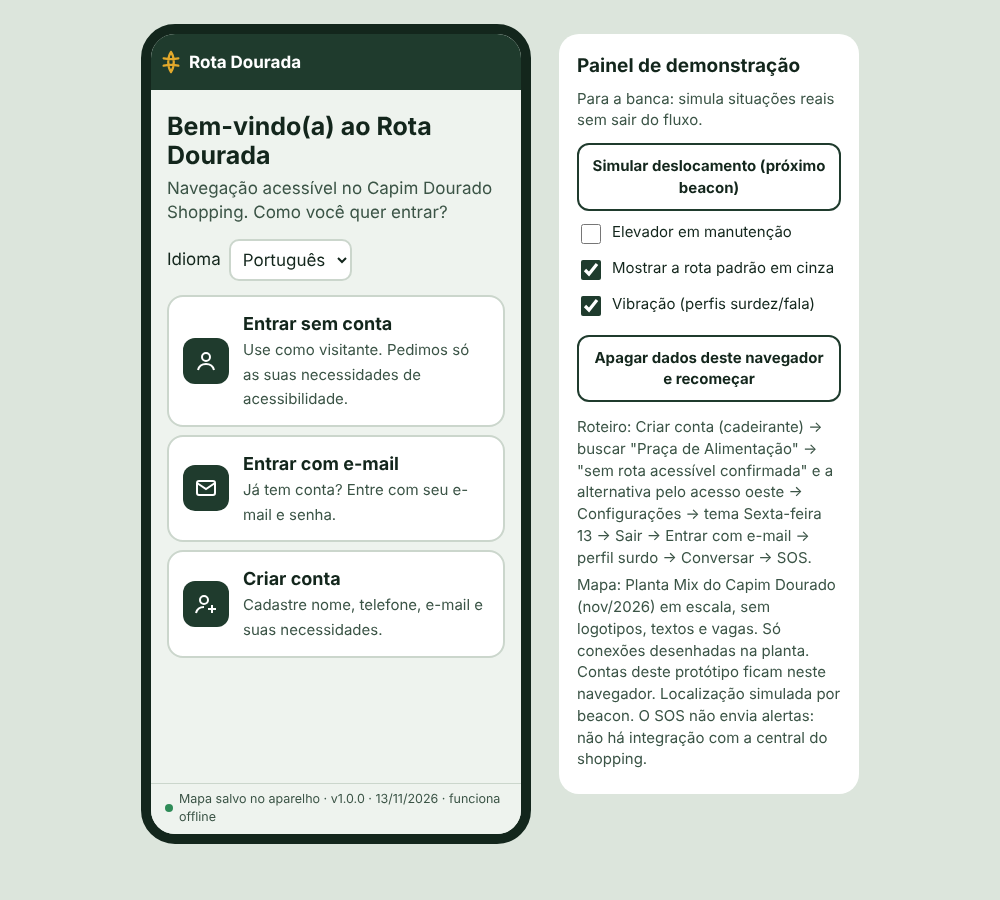 Rota Dourada
Bem-vindo(a) ao Rota
Dourada
Navegação acessível no Capim Dourado
Shopping. Como você quer entrar?
Idioma
Português
Entrar sem conta
Use como visitante. Pedimos só
as suas necessidades de
acessibilidade.
Entrar com e-mail
Já tem conta? Entre com seu e-
mail e senha.
Criar conta
Cadastre nome, telefone, e-mail e
suas necessidades.
Mapa salvo no aparelho · v1.0.0 · 13/11/2026 · funciona
offline
Painel de demonstração
Para a banca: simula situações reais
sem sair do fluxo.
Simular deslocamento (próximo
beacon)
Elevador em manutenção
Mostrar a rota padrão em cinza
Vibração (perfis surdez/fala)
Apagar dados deste navegador
e recomeçar
Roteiro: Criar conta (cadeirante) →
buscar "Praça de Alimentação" →
"sem rota acessível confirmada" e a
alternativa pelo acesso oeste →
Configurações → tema Sexta-feira
13 → Sair → Entrar com e-mail →
perfil surdo → Conversar → SOS.
Mapa: Planta Mix do Capim Dourado
(nov/2026) em escala, sem
logotipos, textos e vagas. Só
conexões desenhadas na planta.
Contas deste protótipo ficam neste
navegador. Localização simulada por
beacon. O SOS não envia alertas:
não há integração com a central do
shopping.